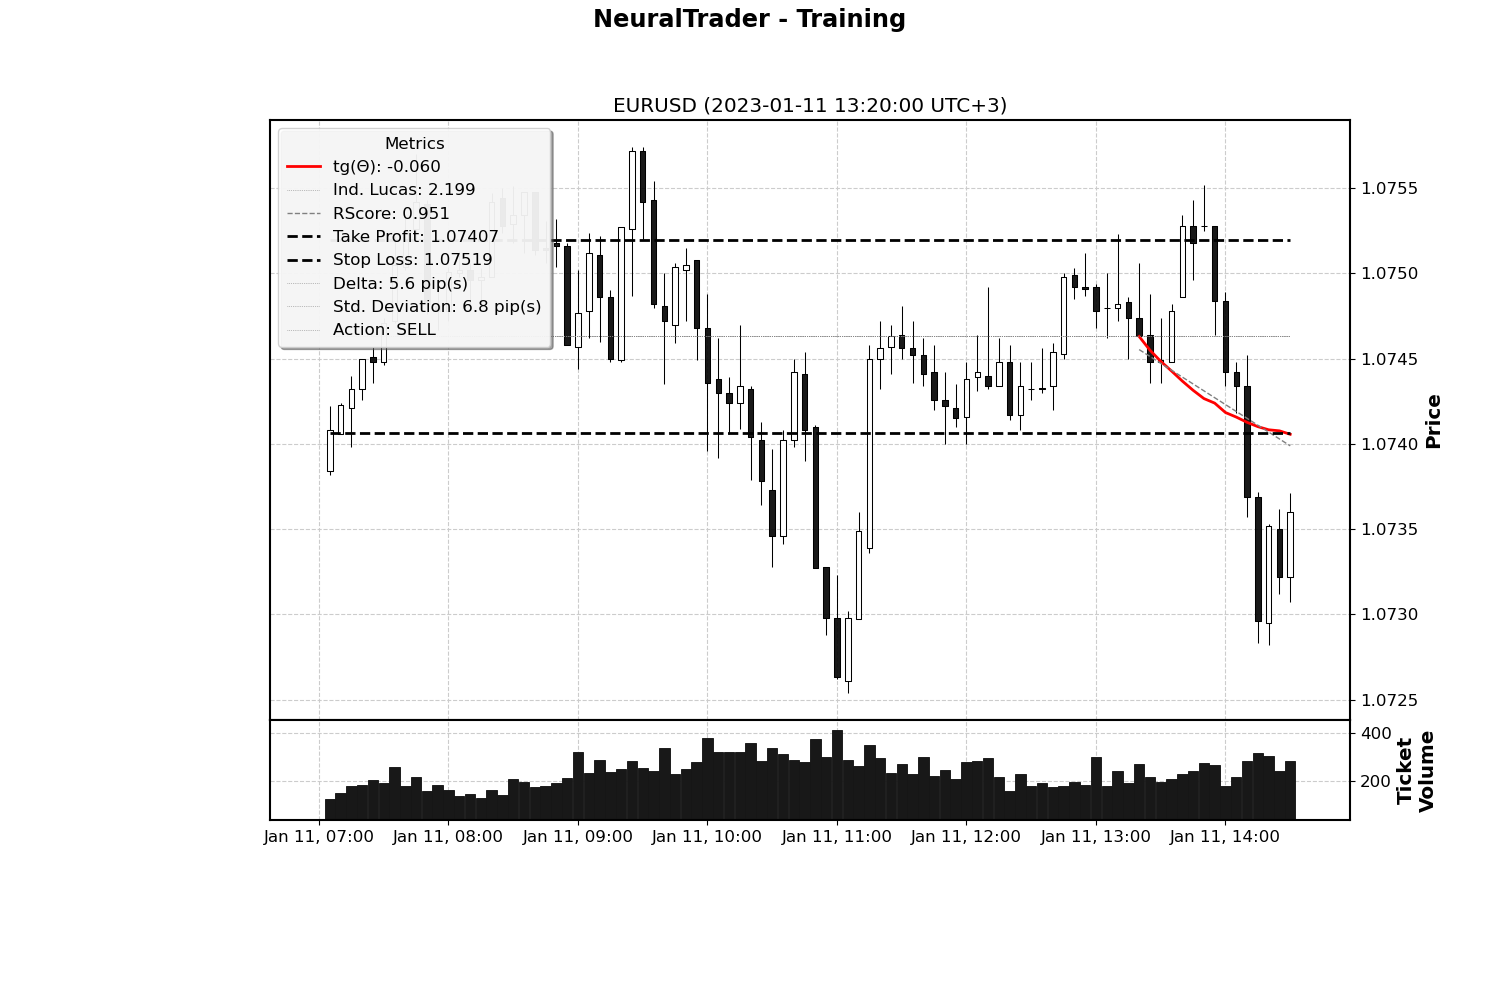 NeuralTrader - Training
EURUSD (2023-01-11 13:20:00 UTC+3)
Metrics
tg(Θ): -0.060
Ind. Lucas: 2.199
RScore: 0.951
Take Profit: 1.07407
Stop Loss: 1.07519
Delta: 5.6 pip(s)
Std. Deviation: 6.8 pip(s)
Action: SELL
1.0755
1.0750
1.0745
1.0740
1.0735
1.0730
1.0725
Price
400
200
Ticket
Volume
Jan 11, 07:00
Jan 11, 08:00
Jan 11, 09:00
Jan 11, 10:00
Jan 11, 11:00
Jan 11, 12:00
Jan 11, 13:00
Jan 11, 14:00